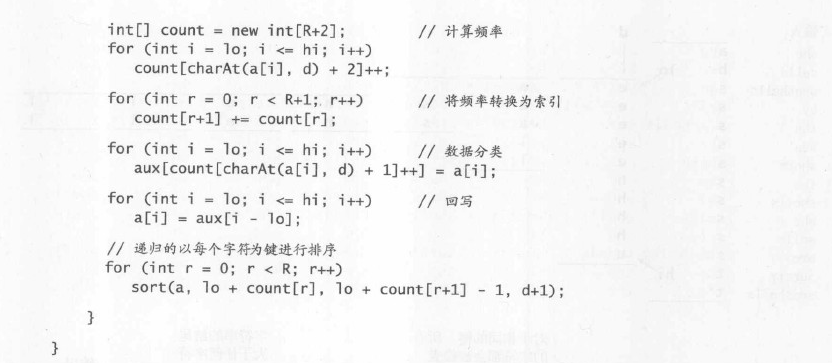 int[] count = new int[R+2]; // 计算频率
for (int i = lo; i <= hi; i++)
count[charAt(a[i], d) + 2]++;
for (int r = 0; r < R+1; r++) // 将频率转换为索引
count[r+1] += count[r];
for (int i = lo; i <= hi; i++) // 数据分类
aux[count[charAt(a[i], d) + 1]++] = a[i];
for (int i = lo; i <= hi; i++) // 回写
a[i] = aux[i - lo];
// 递归的以每个字符为键进行排序
for (int r = 0; r < R; r++)
sort(a, lo + count[r], lo + count[r+1] - 1, d+1);
}
}